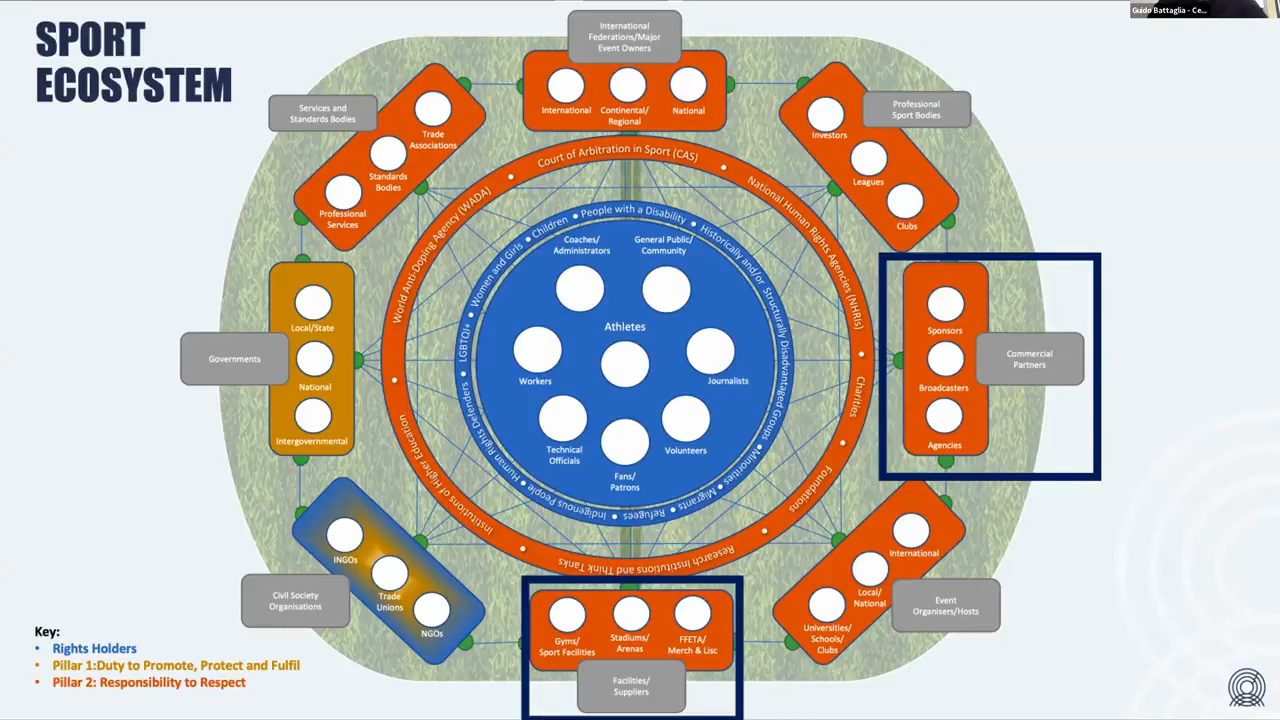 Guido Battaglia - Ce...
SPORT
ECOSYSTEM
International
Federations/Major
Event Owners
International
Continental/
Regional
National
Services and
Standards Bodies
Trade
Associations
Standards
Bodies
Professional
Services
Professional
Sport Bodies
Investors
Leagues
Clubs
Court of Arbitration in Sport (CAS)
National Human Rights Agencies (NHRIs)
Charities
Foundations
Research Institutions and Think Tanks
Institutions of Higher Education
World Anti-Doping Agency (WADA)
People with a Disability
Historically and/or Structurally Disadvantaged Groups
Minorities
Migrants
Refugees
Indigenous People
Human Rights Defenders
LGBTQI+
Women and Girls
Children
Coaches/
Administrators
General Public/
Community
Athletes
Workers
Journalists
Technical
Officials
Volunteers
Fans/
Patrons
Governments
Local/State
National
Intergovernmental
Sponsors
Broadcasters
Agencies
Commercial
Partners
Civil Society
Organisations
INGOs
Trade
Unions
NGOs
Gyms/
Sport Facilities
Stadiums/
Arenas
FFETA/
Merch & Lisc
Facilities/
Suppliers
International
Local/
National
Universities/
Schools/
Clubs
Event
Organisers/Hosts
Key:
• Rights Holders
• Pillar 1:Duty to Promote, Protect and Fulfil
• Pillar 2: Responsibility to Respect